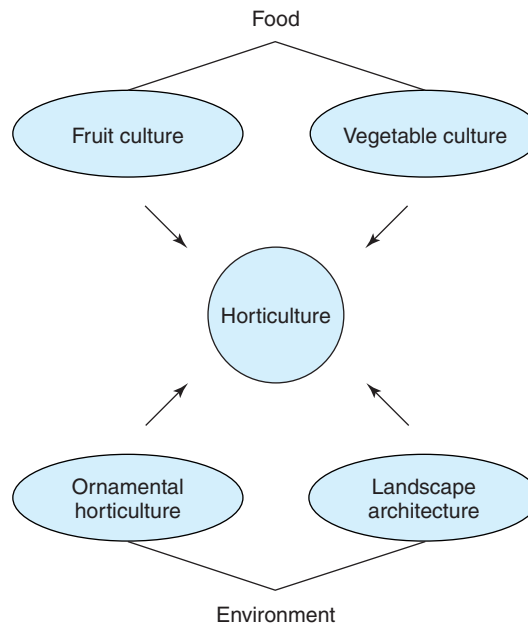 Food
Fruit culture
Vegetable culture
Horticulture
Ornamental
horticulture
Landscape
architecture
Environment